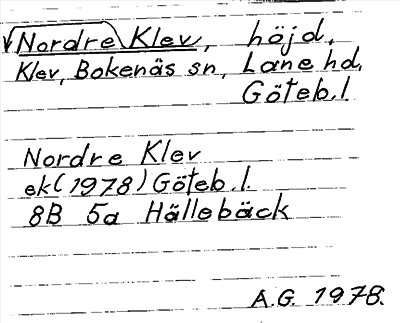 Nordre Klev, höjd,
Klev, Bokenäs sn, Lane hd,
Göteb. l.
Nordre Klev
ek (1978) Göteb. l.
8B 5a Hällebäck
A.G. 1978.